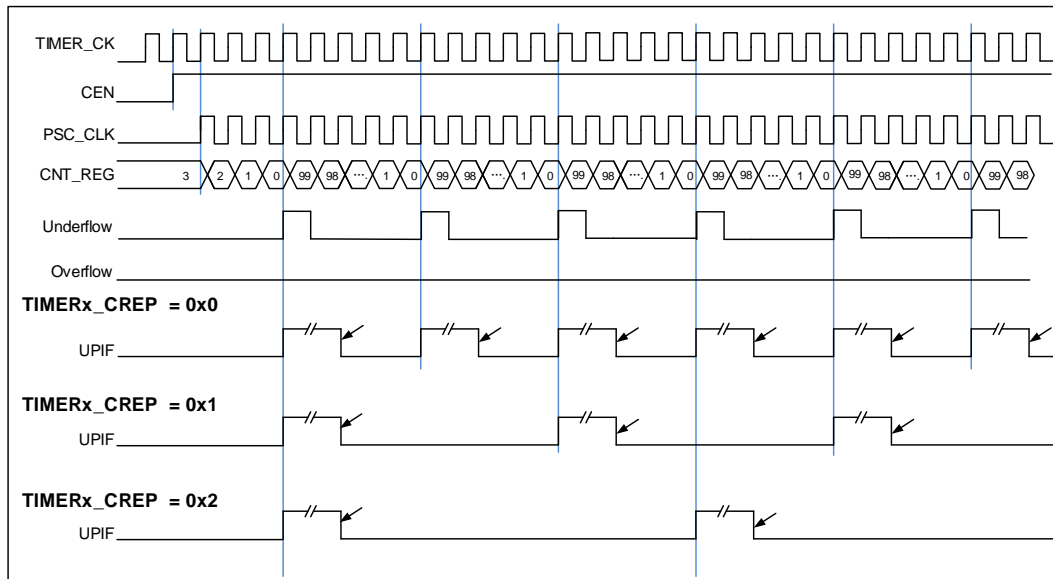 TIMER_CK
CEN
PSC_CLK
CNT_REG 3 2 1 0 99 98 .... 1 0 99 98 .... 1 0 99 98 .... 1 0 99 98 .... 1 0 99 98 .... 1 0 99 98
Underflow
Overflow
TIMERx_CREP = 0x0
UPIF
TIMERx_CREP = 0x1
UPIF
TIMERx_CREP = 0x2
UPIF